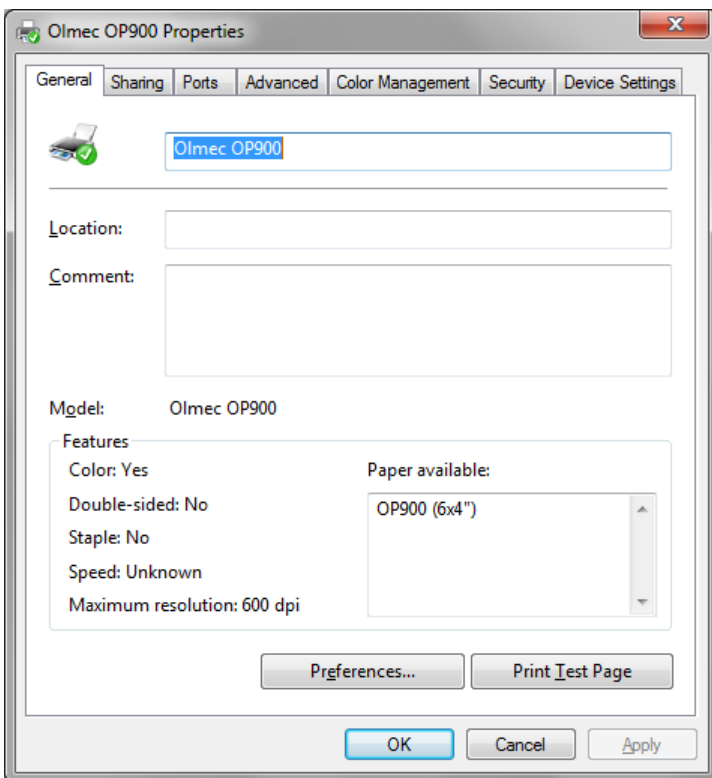 Olmec OP900 Properties
General Sharing Ports Advanced Color Management Security Device Settings
Olmec OP900
Location:
Comment:
Model: Olmec OP900
Features
Color: Yes
Paper available:
Double-sided: No
OP900 (6x4")
Staple: No
Speed: Unknown
Maximum resolution: 600 dpi
Preferences... Print Test Page
OK Cancel Apply